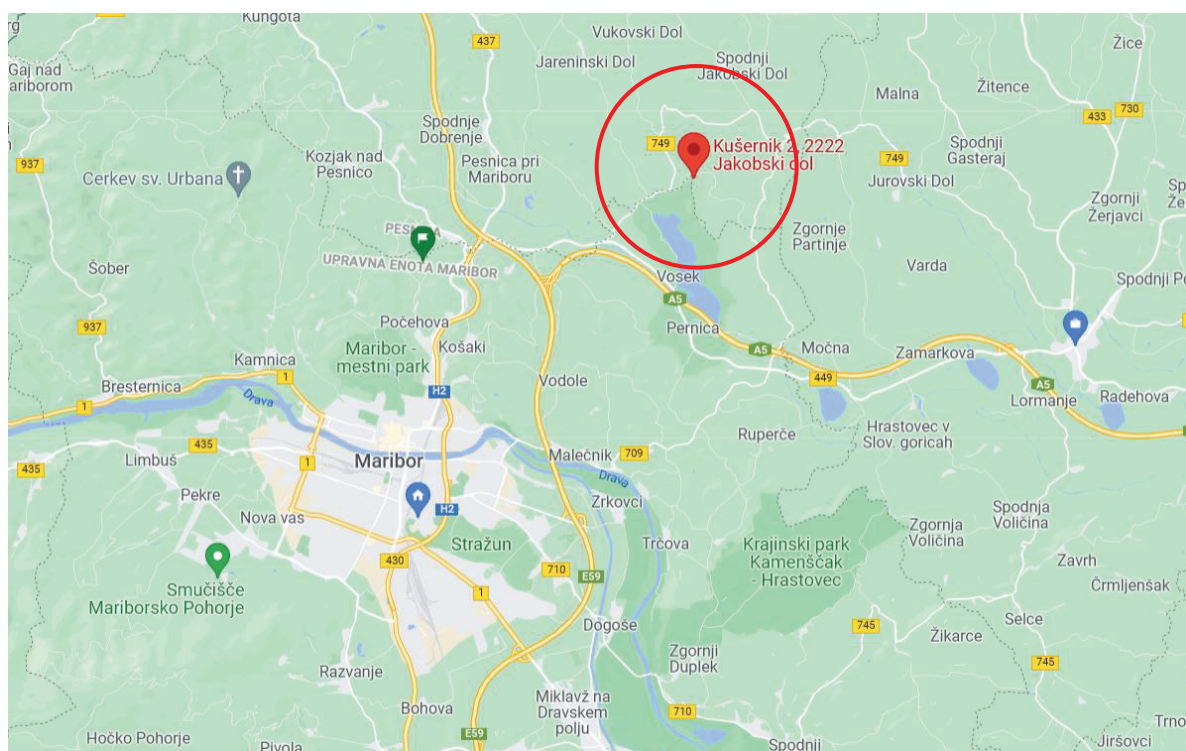 Kungota
Vukovski Dol
437
Žice
Jareninski Dol
Spodnji
Jakobski Dol
Gaj nad
ariborom
Malna
Žitence
433
730
Spodnje
Dobrenje
749
Kušernik 2, 2222
Jakobski dol
Spodnji
Gasteraj
937
Kozjak nad
Pesnico
Pesnica pri
Mariboru
749
Cerkev sv. Urbana
Jurovski Dol
Zgornji
Žerjavci
Sp
Že
PESNICA
Zgornje
Partinje
UPRAVNA ENOTA MARIBOR
Šober
Vosek
Varda
Spodnji Po
A5
937
Počehova
Pernica
Maribor -
mestni park
Košaki
A5
Močna
Zamarkova
Kamnica
1
Vodole
449
Bresternica
H2
A5
Radehova
Lormanje
1
Drava
Hrastovec v
Slov. goricah
Ruperče
435
435
Limbuš
1
Maribor
Malečnik
709
Drava
Pekre
Zrkovci
Nova vas
H2
Spodnja
Voličina
Zgornja
Voličina
Stražun
Trčova
Krajinski park
Kamenščak
- Hrastovec
430
710
E59
Zavrh
Smučišče
Mariborsko Pohorje
1
Črmljenšak
Dogoše
745
Selce
Žikarce
Zgornji
Duplek
745
Razvanje
Miklavž na
Dravskem
polju
Bohova
710
E59
Trno
Hočko Pohorje
Pivola
Spodnji
Jiršovci